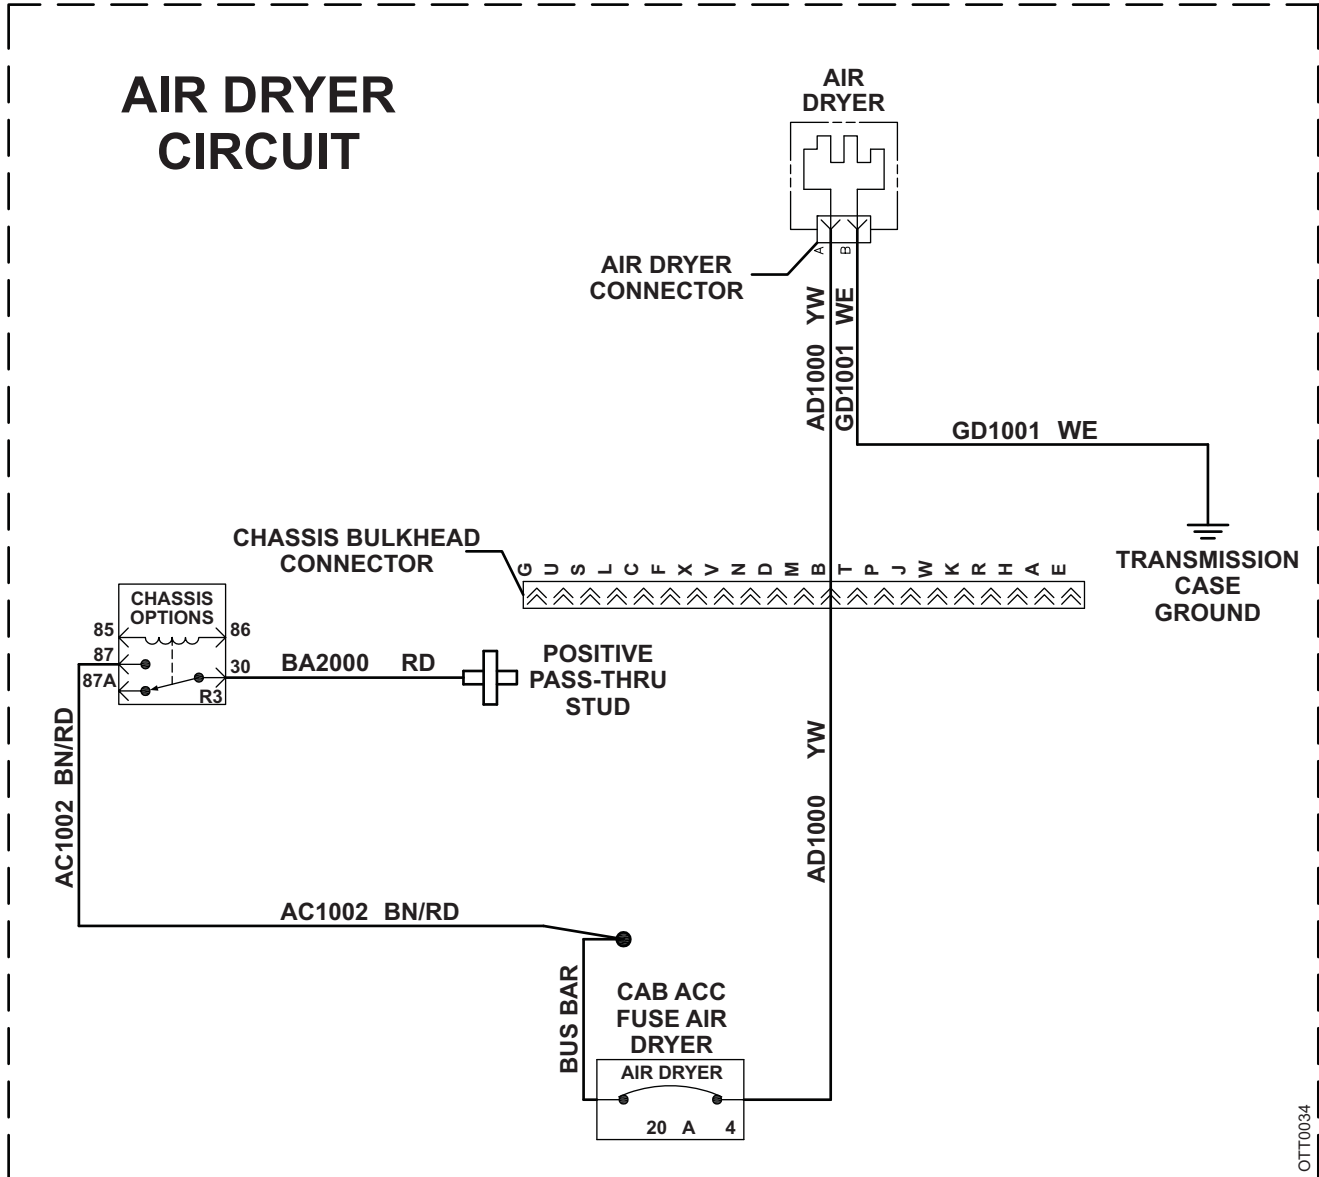 AIR DRYER
CIRCUIT
AIR
DRYER
A
B
AIR DRYER
CONNECTOR
AD1000 YW
GD1001 WE
GD1001 WE
TRANSMISSION
CASE
GROUND
CHASSIS BULKHEAD
CONNECTOR
G U S L C F X V N D M B T P J W K R H A E
CHASSIS
OPTIONS
85
86
87
30
87A
R3
BA2000 RD
POSITIVE
PASS-THRU
STUD
AC1002 BN/RD
AD1000 YW
AC1002 BN/RD
BUS BAR
CAB ACC
FUSE AIR
DRYER
AIR DRYER
20 A 4
OTT0034